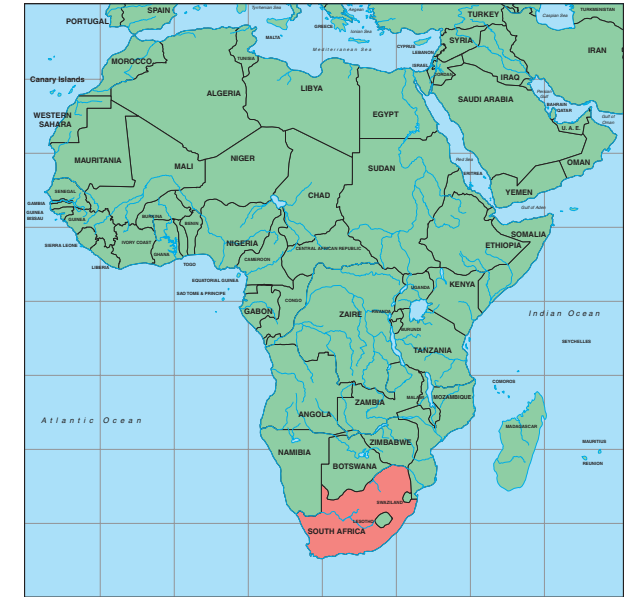 SPAIN
PORTUGAL
TURKEY
TURKMENISTAN
Tyrrhenian Sea
Aegean
Sea
Caspian Sea
GREECE
Ionian Sea
MALTA
Mediterranean Sea
CYPRUS
LEBANON
SYRIA
IRAN
MOROCCO
TUNISIA
ISRAEL
JORDAN
IRAQ
Canary Islands
ALGERIA
LIBYA
EGYPT
SAUDI ARABIA
Persian
Gulf
BAHRAIN
QATAR
Gulf of
Oman
U. A. E.
WESTERN
SAHARA
MAURITANIA
MALI
NIGER
CHAD
SUDAN
Red Sea
ERITREA
OMAN
YEMEN
Gulf of Aden
SENEGAL
GAMBIA
GUINEA
BISSAU
GUINEA
SIERRA LEONE
LIBERIA
BURKINA
IVORY COAST
GHANA
TOGO
BENIN
NIGERIA
CAMEROON
CENTRAL AFRICAN REPUBLIC
SOMALIA
ETHIOPIA
EQUATORIAL GUINEA
SAO TOME & PRINCIPE
GABON
CONGO
ZAIRE
UGANDA
KENYA
RWANDA
BURUNDI
TANZANIA
Indian Ocean
SEYCHELLES
COMOROS
Atlantic Ocean
ANGOLA
ZAMBIA
MALAWI
MOZAMBIQUE
MADAGASCAR
MAURITIUS
REUNION
NAMIBIA
ZIMBABWE
BOTSWANA
SWAZILAND
LESOTHO
SOUTH AFRICA